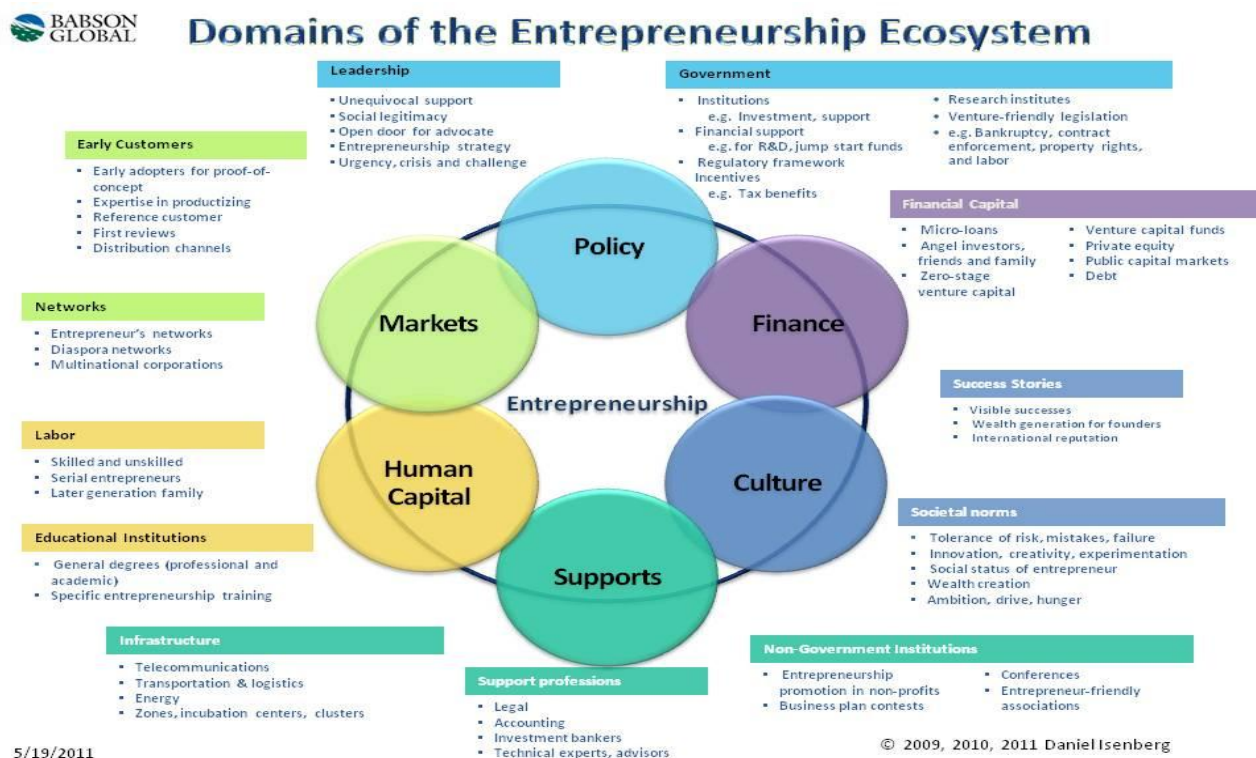 BABSON
GLOBAL
Domains of the Entrepreneurship Ecosystem
Leadership
▪ Unequivocal support
▪ Social legitimacy
▪ Open door for advocate
▪ Entrepreneurship strategy
▪ Urgency, crisis and challenge
Government
▪ Institutions
e.g. Investment, support
▪ Financial support
e.g. for R&D, jump start funds
▪ Regulatory framework
Incentives
e.g. Tax benefits
• Research institutes
• Venture-friendly legislation
• e.g. Bankruptcy, contract
enforcement, property rights,
and labor
Early Customers
▪ Early adopters for proof-of-
concept
▪ Expertise in productizing
▪ Reference customer
▪ First reviews
▪ Distribution channels
Financial Capital
▪ Micro-loans
▪ Angel investors,
friends and family
▪ Zero-stage
venture capital
▪ Venture capital funds
▪ Private equity
▪ Public capital markets
▪ Debt
Networks
▪ Entrepreneur's networks
▪ Diaspora networks
▪ Multinational corporations
Policy
Markets
Finance
Entrepreneurship
Human
Capital
Culture
Supports
Success Stories
▪ Visible successes
▪ Wealth generation for founders
▪ International reputation
Labor
▪ Skilled and unskilled
▪ Serial entrepreneurs
▪ Later generation family
Societal norms
▪ Tolerance of risk, mistakes, failure
▪ Innovation, creativity, experimentation
▪ Social status of entrepreneur
▪ Wealth creation
▪ Ambition, drive, hunger
Educational Institutions
▪ General degrees (professional and
academic)
▪ Specific entrepreneurship training
Infrastructure
▪ Telecommunications
▪ Transportation & logistics
▪ Energy
▪ Zones, incubation centers, clusters
Support professions
▪ Legal
▪ Accounting
▪ Investment bankers
▪ Technical experts, advisors
Non-Government Institutions
▪ Entrepreneurship
promotion in non-profits
▪ Business plan contests
▪ Conferences
▪ Entrepreneur-friendly
associations
5/19/2011
© 2009, 2010, 2011 Daniel Isenberg